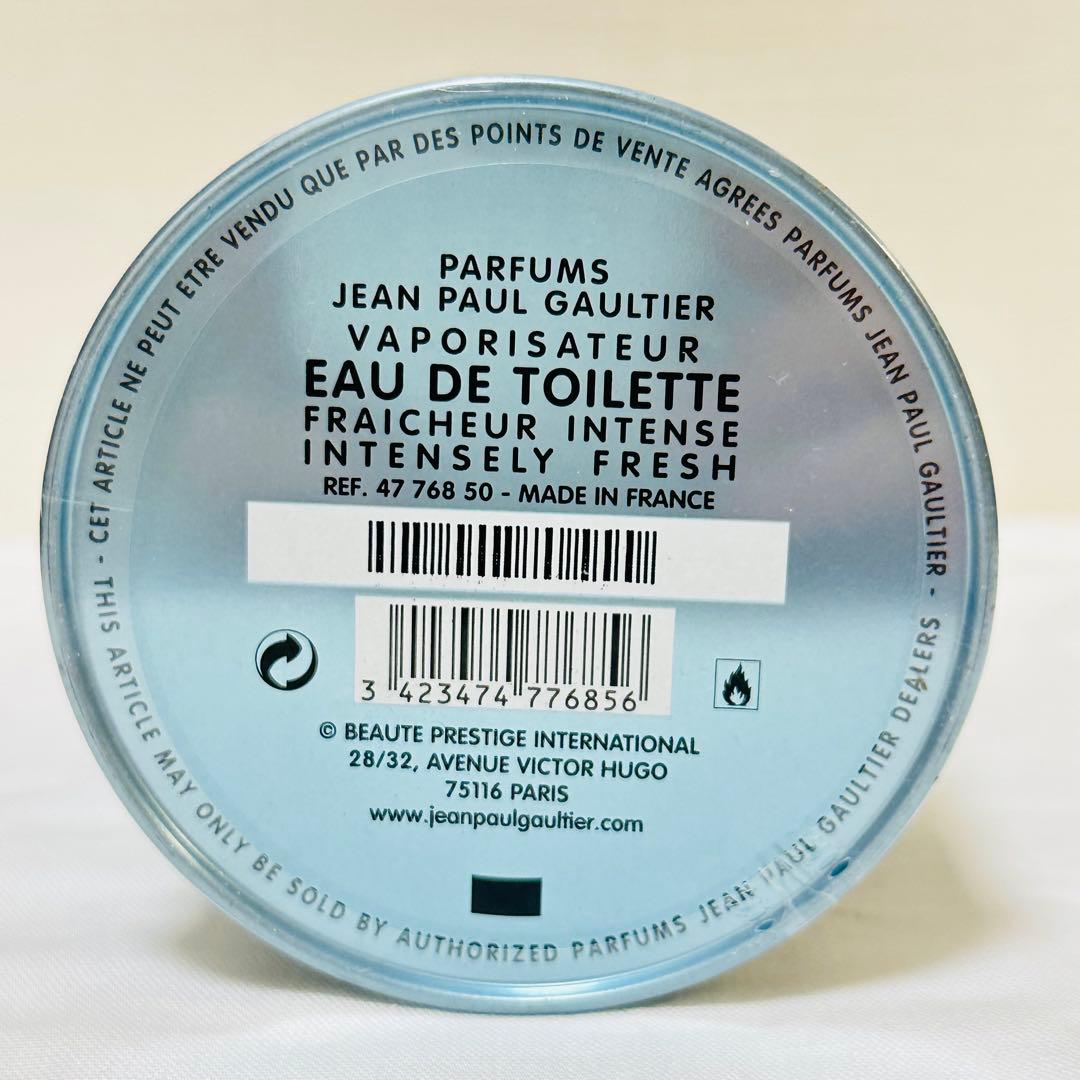 CET ARTICLE NE PEUT ETRE VENDU QUE PAR DES POINTS DE VENTE AGREES PARFUMS JEAN PAUL GAULTIER -
THIS ARTICLE MAY ONLY BE SOLD BY AUTHORIZED PARFUMS JEAN PAUL GAULTIER DEALERS -
PARFUMS
JEAN PAUL GAULTIER
VAPORISATEUR
EAU DE TOILETTE
FRAICHEUR INTENSE
INTENSELY FRESH
REF. 47 768 50 - MADE IN FRANCE
3 423474 776856
© BEAUTE PRESTIGE INTERNATIONAL
28/32, AVENUE VICTOR HUGO
75116 PARIS
www.jeanpaulgaultier.com